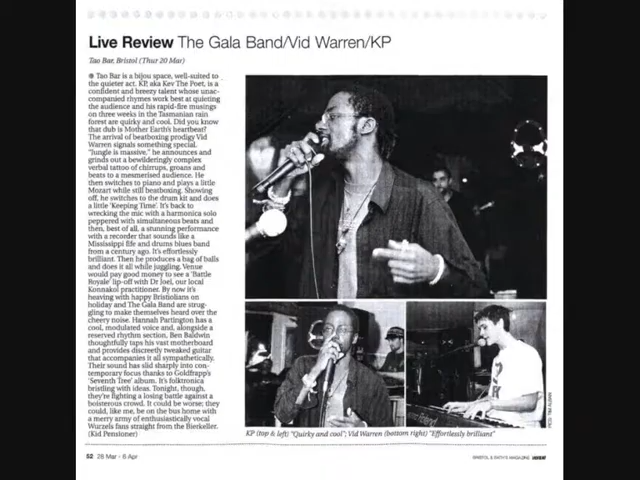 Live Review The Gala Band/Vid Warren/KP
Tao Bar, Bristol (Thur 20 Mar)
Tao Bar is a bijou space, well-suited to
the quieter act. KP, aka Kev The Poet, is a
confident and breezy talent whose unac-
companied rhymes work best at quieting
the audience and his rapid-fire musings
on three weeks in the Tasmanian rain
forest are quirky and cool. Did you know
that dub is Mother Earth's heartbeat?
The arrival of beatboxing prodigy Vid
Warren signals something special.
"Jungle is massive," he announces and
grinds out a bewilderingly complex
verbal tattoo of chirrups, groans and
beats to a mesmerised audience. He
then switches to piano and plays a little
Mozart while still beatboxing. Showing
off, he switches to the drum kit and does
a little 'Keeping Time'. It's back to
wrecking the mic with a harmonica solo
peppered with simultaneous beats and
then, best of all, a stunning performance
with a recorder that sounds like a
Mississippi fife and drums blues band
from a century ago. It's effortlessly
brilliant. Then he produces a bag of balls
and does it all while juggling. Venue
would pay good money to see a 'Battle
Royale' lip-off with Dr Joel, our local
Konnakol practitioner. By now it's
heaving with happy Bristolians on
holiday and The Gala Band are strug-
gling to make themselves heard over the
cheery noise. Hannah Partington has a
cool, modulated voice and, alongside a
reserved rhythm section, Ben Baldwin
thoughtfully taps his vast motherboard
and provides discreetly tweaked guitar
that accompanies it all sympathetically.
Their sound has slid sharply into con-
temporary focus thanks to Goldfrapp's
'Seventh Tree' album. It's folktronica
bristling with ideas. Tonight, though,
they're fighting a losing battle against a
boisterous crowd. It could be worse; they
could, like me, be on the bus home with
a merry army of enthusiastically vocal
Wurzels fans straight from the Bierkeller.
(Kid Pensioner)
KP (top & left) "Quirky and cool"; Vid Warren (bottom right) "Effortlessly brilliant"
52 28 Mar - 6 Apr
BRISTOL & BATH'S MAGAZINE VENUE